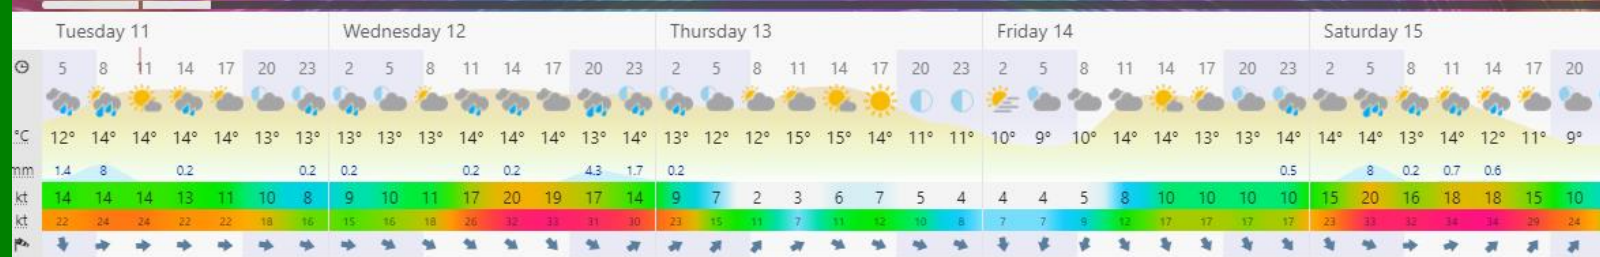 Tuesday 11 Wednesday 12 Thursday 13 Friday 14 Saturday 15
5 8 11 14 17 20 23 2 5 8 11 14 17 20 23 2 5 8 11 14 17 20 23 2 5 8 11 14 17 20 23 2 5 8 11 14 17 20
°C 12° 14° 14° 14° 14° 13° 13° 13° 13° 13° 14° 14° 14° 13° 14° 13° 12° 12° 15° 15° 14° 11° 11° 10° 9° 10° 14° 14° 13° 13° 14° 14° 14° 13° 14° 12° 11° 9°
mm 1.4 8 0.2 0.2 0.2 0.2 0.2 4.3 1.7 0.2 0.5 8 0.2 0.7 0.6
kt 14 14 14 13 11 10 8 9 10 11 17 20 19 17 14 9 7 2 3 6 7 5 4 4 4 5 8 10 10 10 10 15 20 16 18 18 15 10
kt 22 24 24 22 22 18 16 15 16 18 26 32 33 31 30 23 15 11 7 11 12 10 8 7 7 9 12 17 17 17 17 23 33 32 34 34 29 24